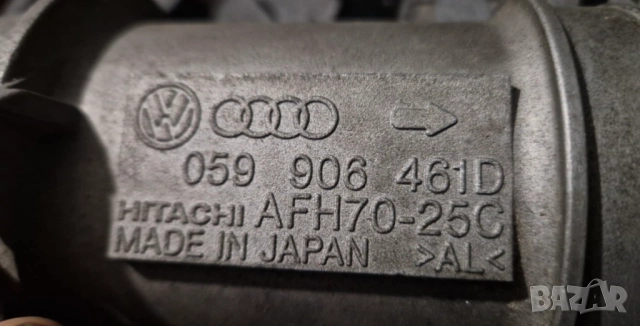 059 906 461D
HITACHI AFH70-25C
MADE IN JAPAN >AL<
BAZAR